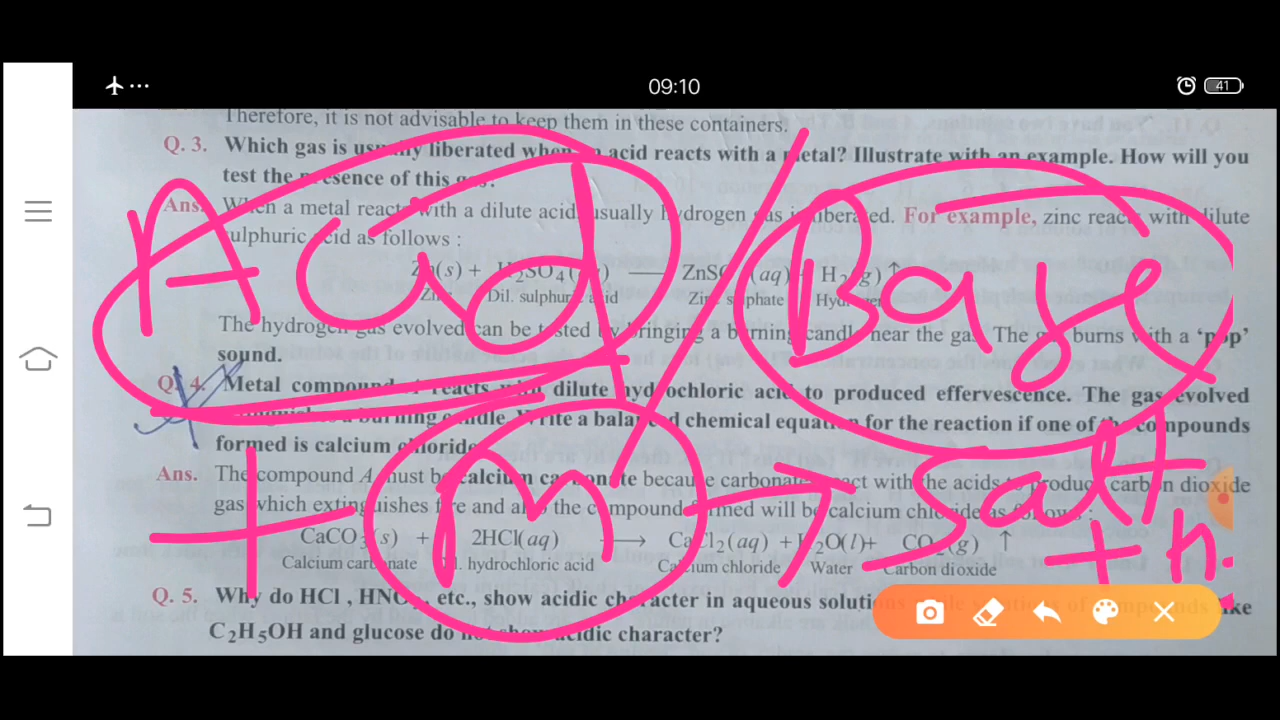 09:10
41
Therefore, it is not advisable to keep them in these containers.
Q. 3. Which gas is usually liberated when an acid reacts with a metal? Illustrate with an example. How will you
test the presence of this gas?
Ans. When a metal reacts with a dilute acid, usually hydrogen gas is liberated. For example, zinc reacts with dilute
sulphuric acid as follows :
Zn(s) + H₂SO₄(aq) ⟶ ZnSO₄(aq) + H₂(g) ↑
Zinc Dil. sulphuric acid Zinc sulphate Hydrogen
The hydrogen gas evolved can be tested by bringing a burning candle near the gas. The gas burns with a ‘pop’
sound.
Q. 4. Metal compound A reacts with dilute hydrochloric acid to produced effervescence. The gas evolved
extinguishes a burning candle. Write a balanced chemical equation for the reaction if one of the compounds
formed is calcium chloride.
Ans. The compound A must be calcium carbonate because carbonates react with the acids to produce carbon dioxide
gas which extinguishes fire and also the compound formed will be calcium chloride as follows :
CaCO₃(s) + 2HCl(aq) ⟶ CaCl₂(aq) + H₂O(l)+ CO₂(g) ↑
Calcium carbonate Dil. hydrochloric acid Calcium chloride Water Carbon dioxide
Q. 5. Why do HCl , HNO₃, etc., show acidic character in aqueous solutions while solutions of compounds like
C₂H₅OH and glucose do not show acidic character?
Acid / Base
+ m → Salt
+ h.